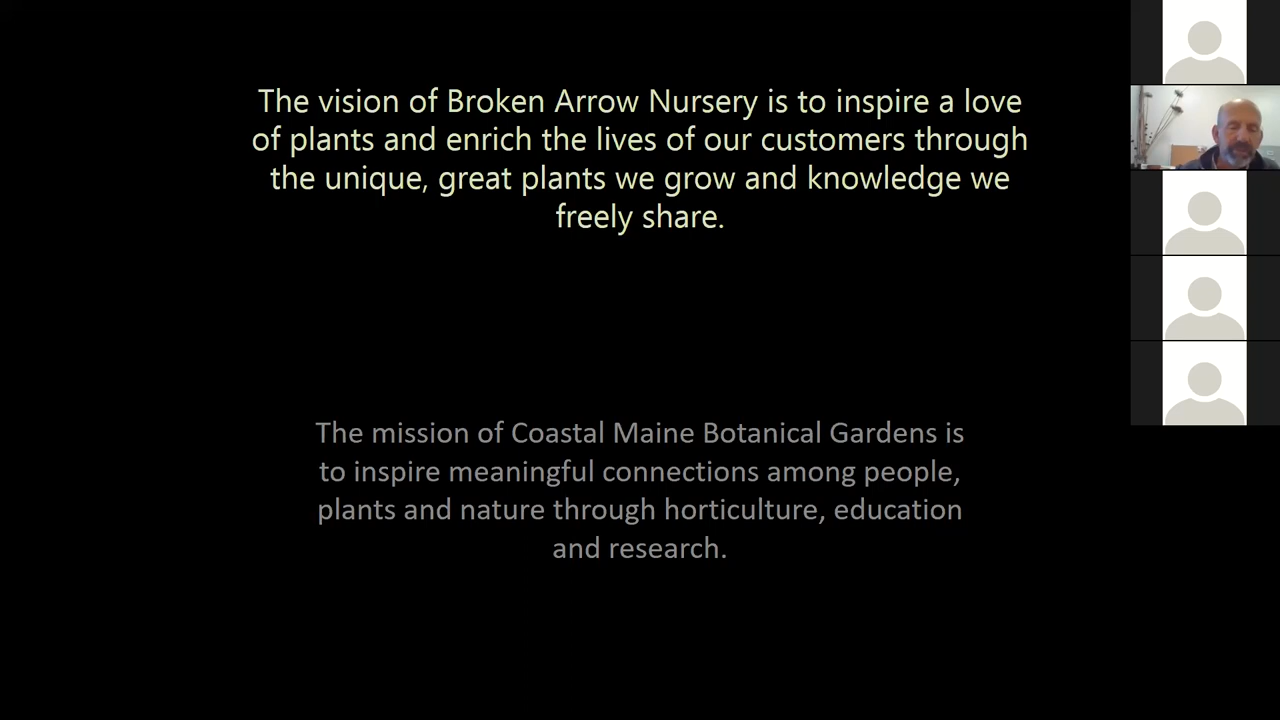 The vision of Broken Arrow Nursery is to inspire a love
of plants and enrich the lives of our customers through
the unique, great plants we grow and knowledge we
freely share.
The mission of Coastal Maine Botanical Gardens is
to inspire meaningful connections among people,
plants and nature through horticulture, education
and research.